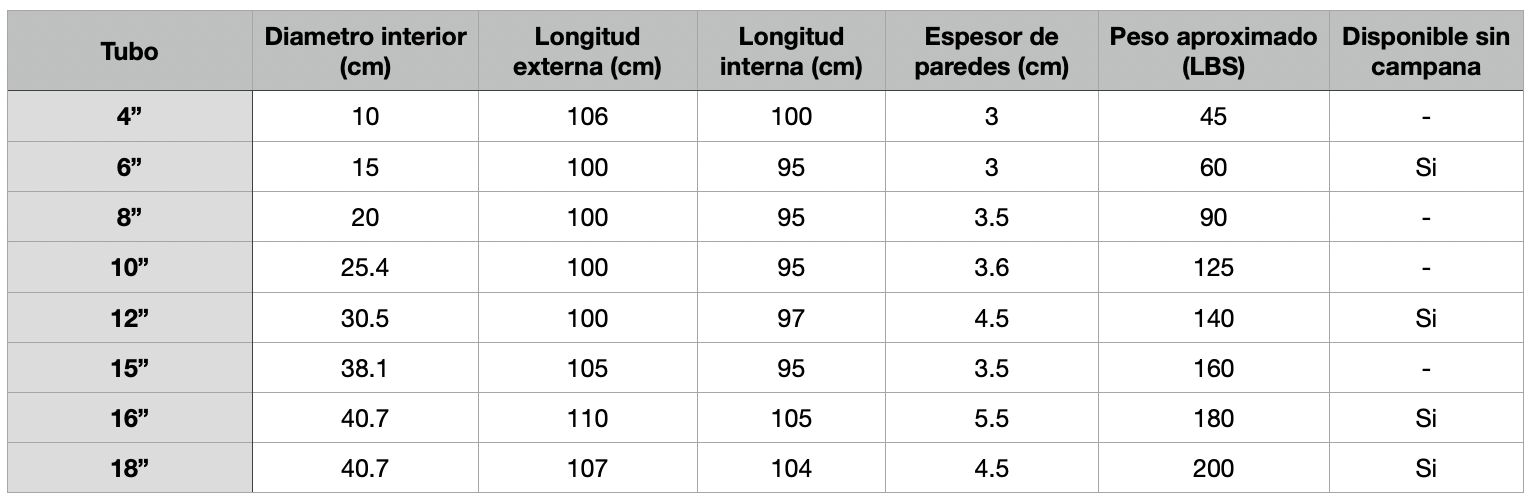 Tubo Diametro interior (cm) Longitud externa (cm) Longitud interna (cm) Espesor de paredes (cm) Peso aproximado (LBS) Disponible sin campana
4” 10 106 100 3 45 -
6” 15 100 95 3 60 Si
8” 20 100 95 3.5 90 -
10” 25.4 100 95 3.6 125 -
12” 30.5 100 97 4.5 140 Si
15” 38.1 105 95 3.5 160 -
16” 40.7 110 105 5.5 180 Si
18” 40.7 107 104 4.5 200 Si